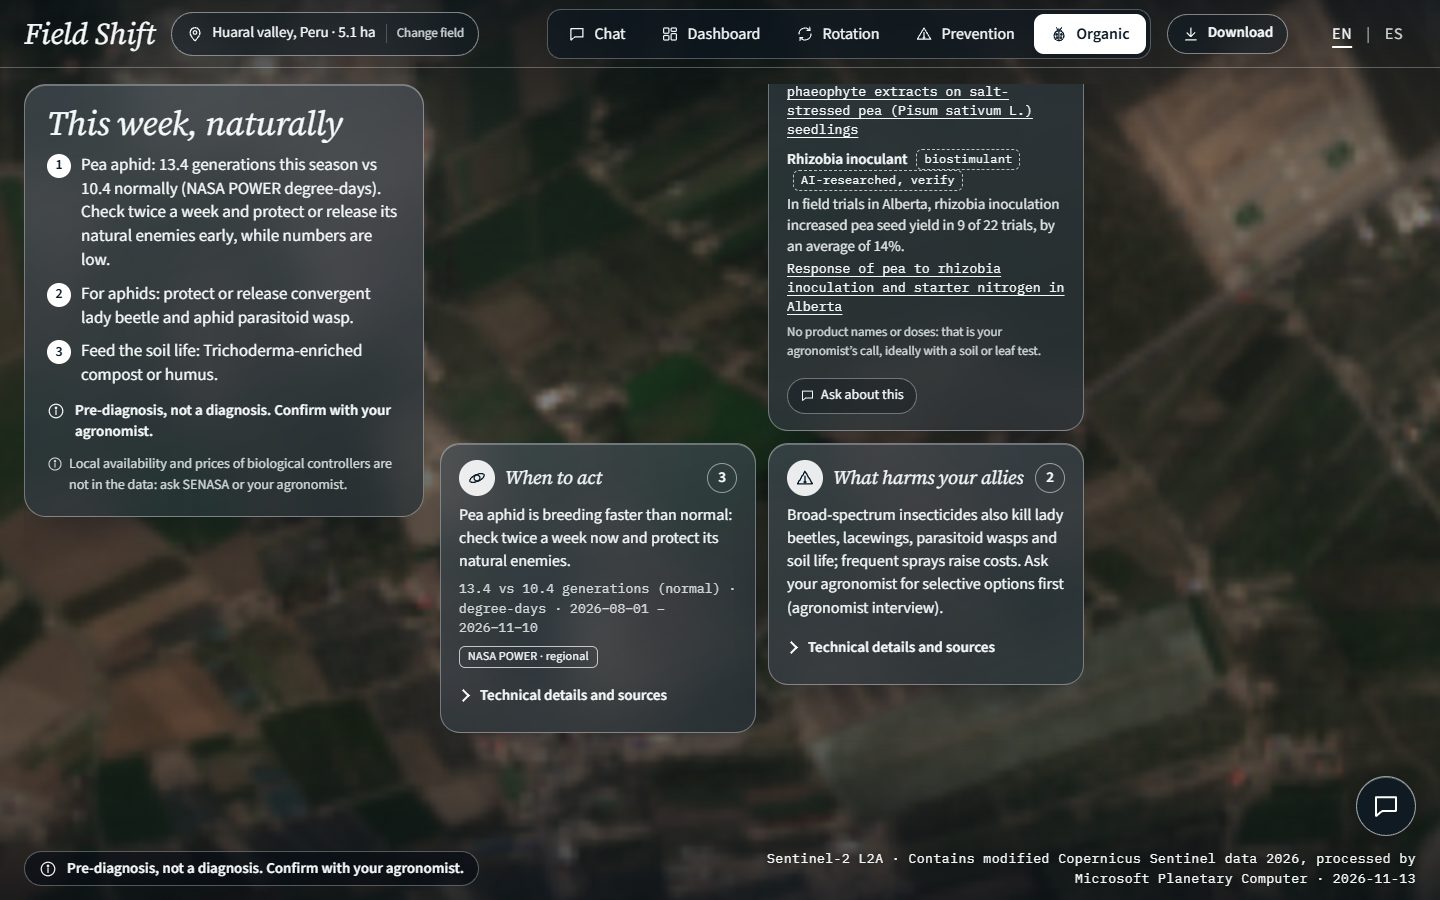 Field Shift
Huaral valley, Peru · 5.1 ha
Change field
Chat
Dashboard
Rotation
Prevention
Organic
Download
EN | ES
This week, naturally
1 Pea aphid: 13.4 generations this season vs
10.4 normally (NASA POWER degree-days).
Check twice a week and protect or release its
natural enemies early, while numbers are
low.
2 For aphids: protect or release convergent
lady beetle and aphid parasitoid wasp.
3 Feed the soil life: Trichoderma-enriched
compost or humus.
Pre-diagnosis, not a diagnosis. Confirm with your
agronomist.
Local availability and prices of biological controllers are
not in the data: ask SENASA or your agronomist.
phaeophyte extracts on salt-
stressed pea (Pisum sativum L.)
seedlings
Rhizobia inoculant biostimulant
AI-researched, verify
In field trials in Alberta, rhizobia inoculation
increased pea seed yield in 9 of 22 trials, by
an average of 14%.
Response of pea to rhizobia
inoculation and starter nitrogen in
Alberta
No product names or doses: that is your
agronomist’s call, ideally with a soil or leaf test.
Ask about this
When to act 3
Pea aphid is breeding faster than normal:
check twice a week now and protect its
natural enemies.
13.4 vs 10.4 generations (normal) ·
degree-days · 2026-08-01 –
2026-11-10
NASA POWER · regional
Technical details and sources
What harms your allies 2
Broad-spectrum insecticides also kill lady
beetles, lacewings, parasitoid wasps and
soil life; frequent sprays raise costs. Ask
your agronomist for selective options first
(agronomist interview).
Technical details and sources
Pre-diagnosis, not a diagnosis. Confirm with your agronomist.
Sentinel-2 L2A · Contains modified Copernicus Sentinel data 2026, processed by
Microsoft Planetary Computer · 2026-11-13